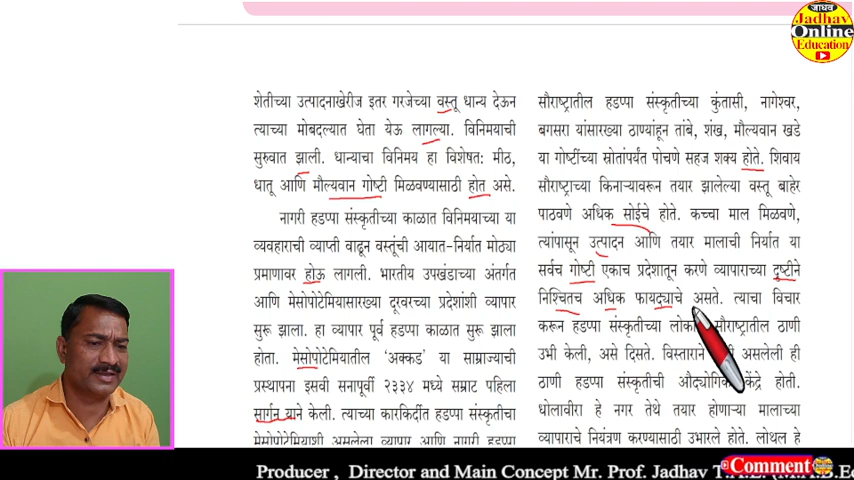 जाधव
Jadhav
Online
Education
शेतीच्या उत्पादनाखेरीज इतर गरजेच्या वस्तू धान्य देऊन
त्याच्या मोबदल्यात घेता येऊ लागल्या. विनिमयाची
सुरुवात झाली. धान्याचा विनिमय हा विशेषत: मीठ,
धातू आणि मौल्यवान गोष्टी मिळवण्यासाठी होत असे.
नागरी हडप्पा संस्कृतीच्या काळात विनिमयाच्या या
व्यवहाराची व्याप्ती वाढून वस्तूंची आयात-निर्यात मोठ्या
प्रमाणावर होऊ लागली. भारतीय उपखंडाच्या अंतर्गत
आणि मेसोपोटेमियासारख्या दूरवरच्या प्रदेशांशी व्यापार
सुरू झाला. हा व्यापार पूर्व हडप्पा काळात सुरू झाला
होता. मेसोपोटेमियातील ‘अक्कड’ या साम्राज्याची
प्रस्थापना इसवी सनापूर्वी २३३४ मध्ये सम्राट पहिला
सार्गन याने केली. त्याच्या कारकिर्दीत हडप्पा संस्कृतीचा
मेसोपोटेमियाशी असलेला व्यापार आणि नागरी हडप्पा
सौराष्ट्रातील हडप्पा संस्कृतीच्या कुंतासी, नागेश्वर,
बगसरा यांसारख्या ठाण्यांहून तांबे, शंख, मौल्यवान खडे
या गोष्टींच्या स्रोतांपर्यंत पोचणे सहज शक्य होते. शिवाय
सौराष्ट्राच्या किनाऱ्यावरून तयार झालेल्या वस्तू बाहेर
पाठवणे अधिक सोईचे होते. कच्चा माल मिळवणे,
त्यांपासून उत्पादन आणि तयार मालाची निर्यात या
सर्वच गोष्टी एकाच प्रदेशातून करणे व्यापाराच्या दृष्टीने
निश्चितच अधिक फायद्याचे असते. त्याचा विचार
करून हडप्पा संस्कृतीच्या सौराष्ट्रातील ठाणी
उभी केली, असे दिसते. विस्ताराने असलेली ही
ठाणी हडप्पा संस्कृतीची केंद्रे होती.
धोलावीरा हे नगर तेथे तयार होणाऱ्या मालाच्या
व्यापाराचे नियंत्रण करण्यासाठी उभारले होते. लोथल हे
Producer , Director and Main Concept Mr. Prof. Jadhav
Comment